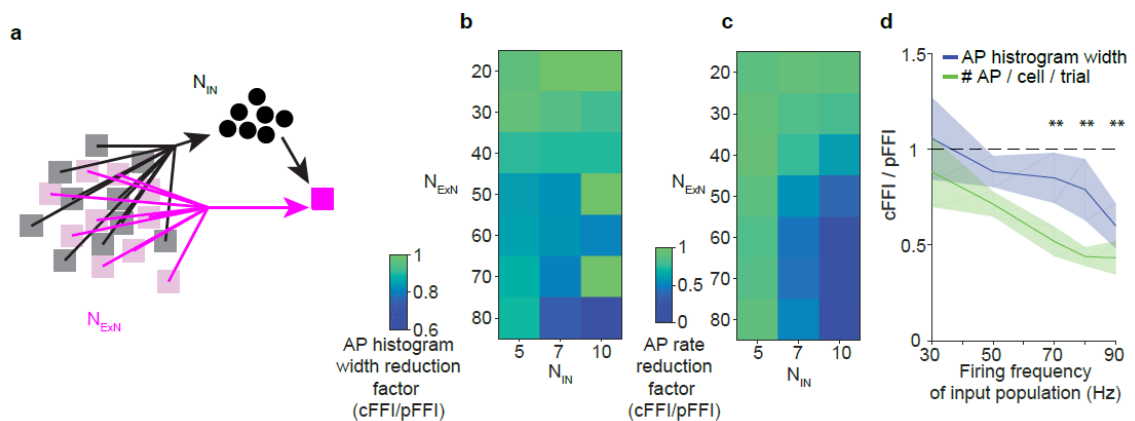 a
N_IN
N_ExN
b
20
30
40
N_ExN
50
60
70
80
5 7 10
N_IN
1
0.8
0.6
AP histogram
width reduction
factor
(cFFI/pFFI)
c
20
30
40
N_ExN
50
60
70
80
5 7 10
N_IN
1
0.5
0
AP rate
reduction
factor
(cFFI/pFFI)
d
AP histrogram width
# AP / cell / trial
** ** **
cFFI / pFFI
1.5
1
0.5
1
30 50 70 80 90
Firing frequency
of input population (Hz)